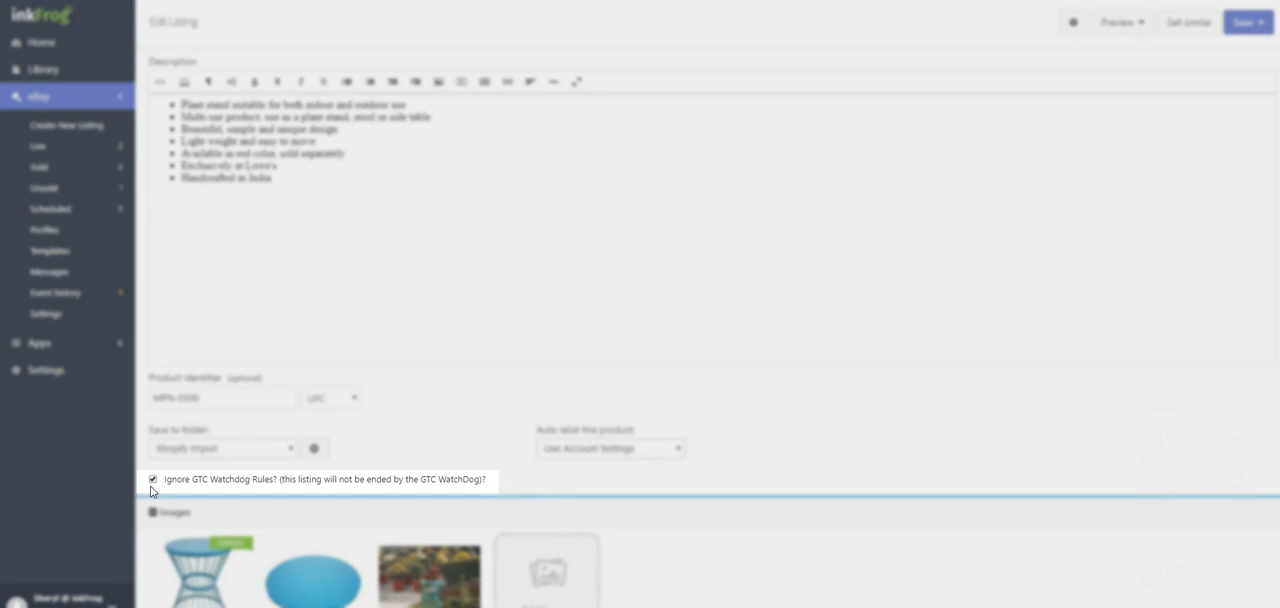 inkFrog
Edit Listing
Preview
Sell similar
Save
Home
Library
eBay
Create New Listing
Live 2
Sold 2
Unsold 1
Scheduled
Profiles
Templates
Messages
Event history
Settings
Apps
Settings
Description
Plant stand suitable for both indoor and outdoor use
Multi use product; use as a plant stand, stool or side table
Beautiful, simple and unique design
Light weight and easy to move
Available in red color, sold separately
Exclusively at Lowe's
Handcrafted in India
Product Identifier (optional)
UPC
Save to folder:
Auto relist this product:
Shopify Import
Use Account Settings
Ignore GTC Watchdog Rules? (this listing will not be ended by the GTC WatchDog)?
Images
Sheryl @ inkFrog